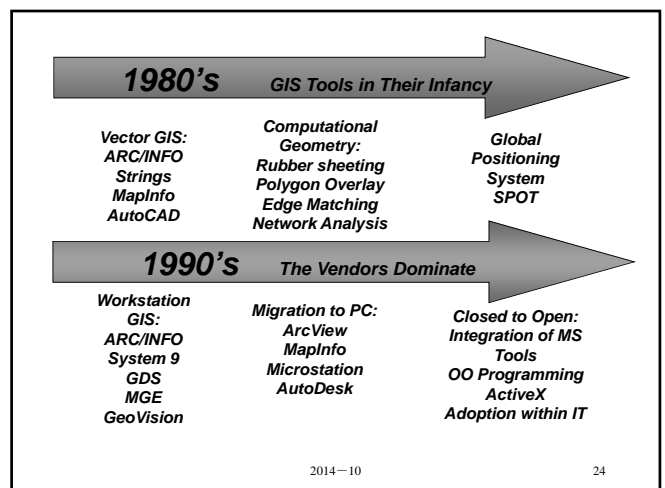 1980's GIS Tools in Their Infancy
Vector GIS:
ARC/INFO
Strings
MapInfo
AutoCAD
Computational
Geometry:
Rubber sheeting
Polygon Overlay
Edge Matching
Network Analysis
Global
Positioning
System
SPOT
1990's The Vendors Dominate
Workstation
GIS:
ARC/INFO
System 9
GDS
MGE
GeoVision
Migration to PC:
ArcView
MapInfo
Microstation
AutoDesk
Closed to Open:
Integration of MS
Tools
OO Programming
ActiveX
Adoption within IT
2014－10 24